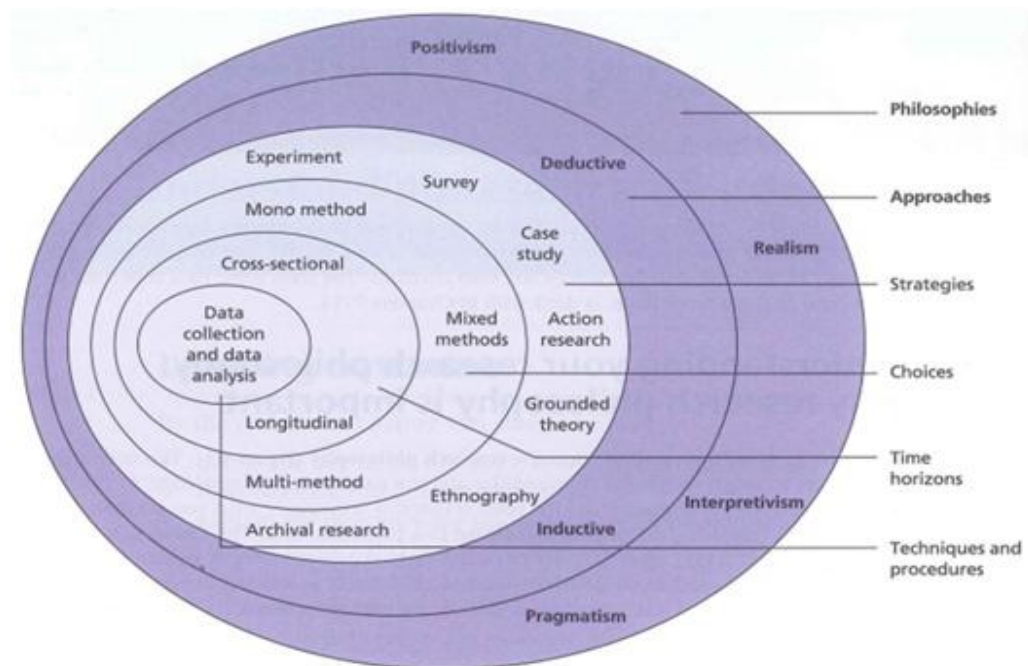 Positivism
Philosophies
Experiment
Deductive
Survey
Approaches
Mono method
Case
study
Realism
Cross-sectional
Strategies
Data
collection
and data
analysis
Mixed
methods
Action
research
Choices
Grounded
theory
Longitudinal
Time
horizons
Multi-method
Ethnography
Interpretivism
Archival research
Inductive
Techniques and
procedures
Pragmatism